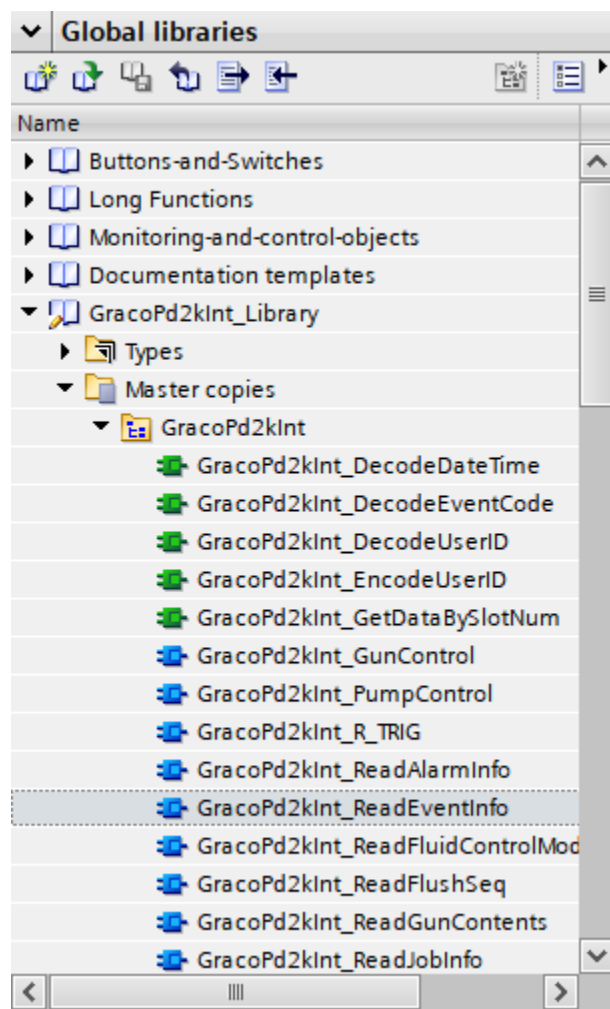 Global libraries
Name
Buttons-and-Switches
Long Functions
Monitoring-and-control-objects
Documentation templates
GracoPd2kInt_Library
Types
Master copies
GracoPd2kInt
GracoPd2kInt_DecodeDateTime
GracoPd2kInt_DecodeEventCode
GracoPd2kInt_DecodeUserID
GracoPd2kInt_EncodeUserID
GracoPd2kInt_GetDataBySlotNum
GracoPd2kInt_GunControl
GracoPd2kInt_PumpControl
GracoPd2kInt_R_TRIG
GracoPd2kInt_ReadAlarmInfo
GracoPd2kInt_ReadEventInfo
GracoPd2kInt_ReadFluidControlMod
GracoPd2kInt_ReadFlushSeq
GracoPd2kInt_ReadGunContents
GracoPd2kInt_ReadJobInfo